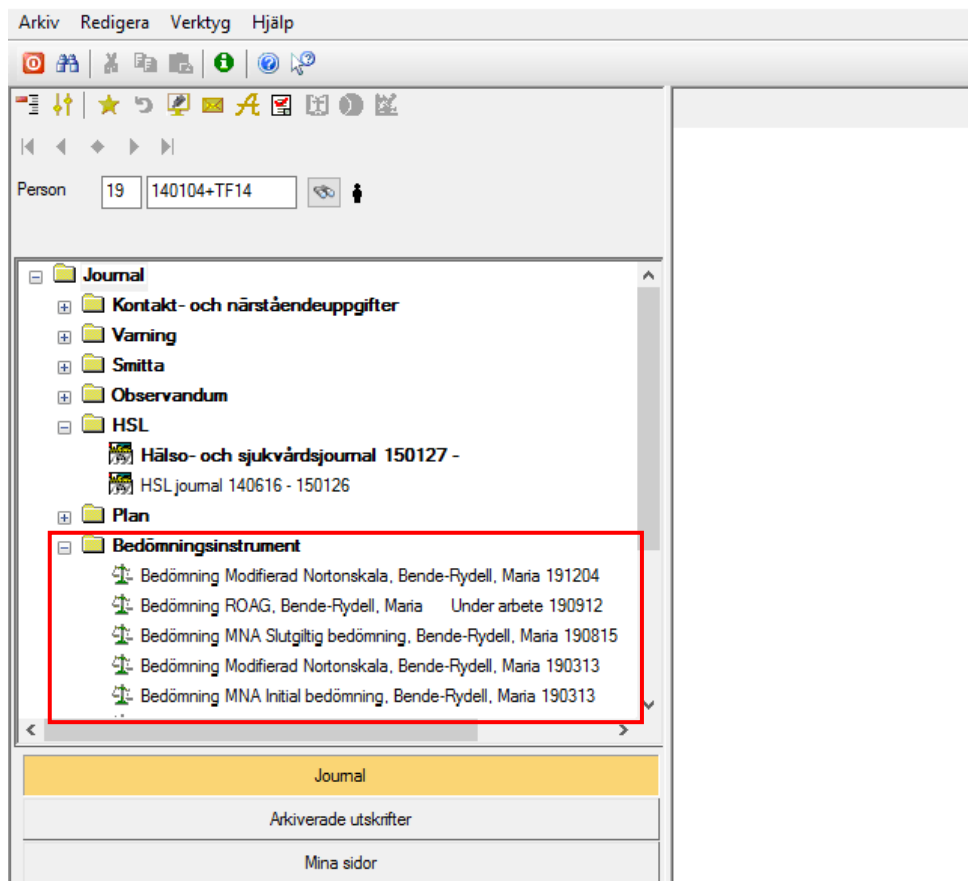 Arkiv Redigera Verktyg Hjälp
Person 19 140104+TF14
Journal
Kontakt- och närståendeuppgifter
Varning
Smitta
Observandum
HSL
Hälso- och sjukvårdsjournal 150127 -
HSL journal 140616 - 150126
Plan
Bedömningsinstrument
Bedömning Modifierad Nortonskala, Bende-Rydell, Maria 191204
Bedömning ROAG, Bende-Rydell, Maria Under arbete 190912
Bedömning MNA Slutgiltig bedömning, Bende-Rydell, Maria 190815
Bedömning Modifierad Nortonskala, Bende-Rydell, Maria 190313
Bedömning MNA Initial bedömning, Bende-Rydell, Maria 190313
Journal
Arkiverade utskrifter
Mina sidor